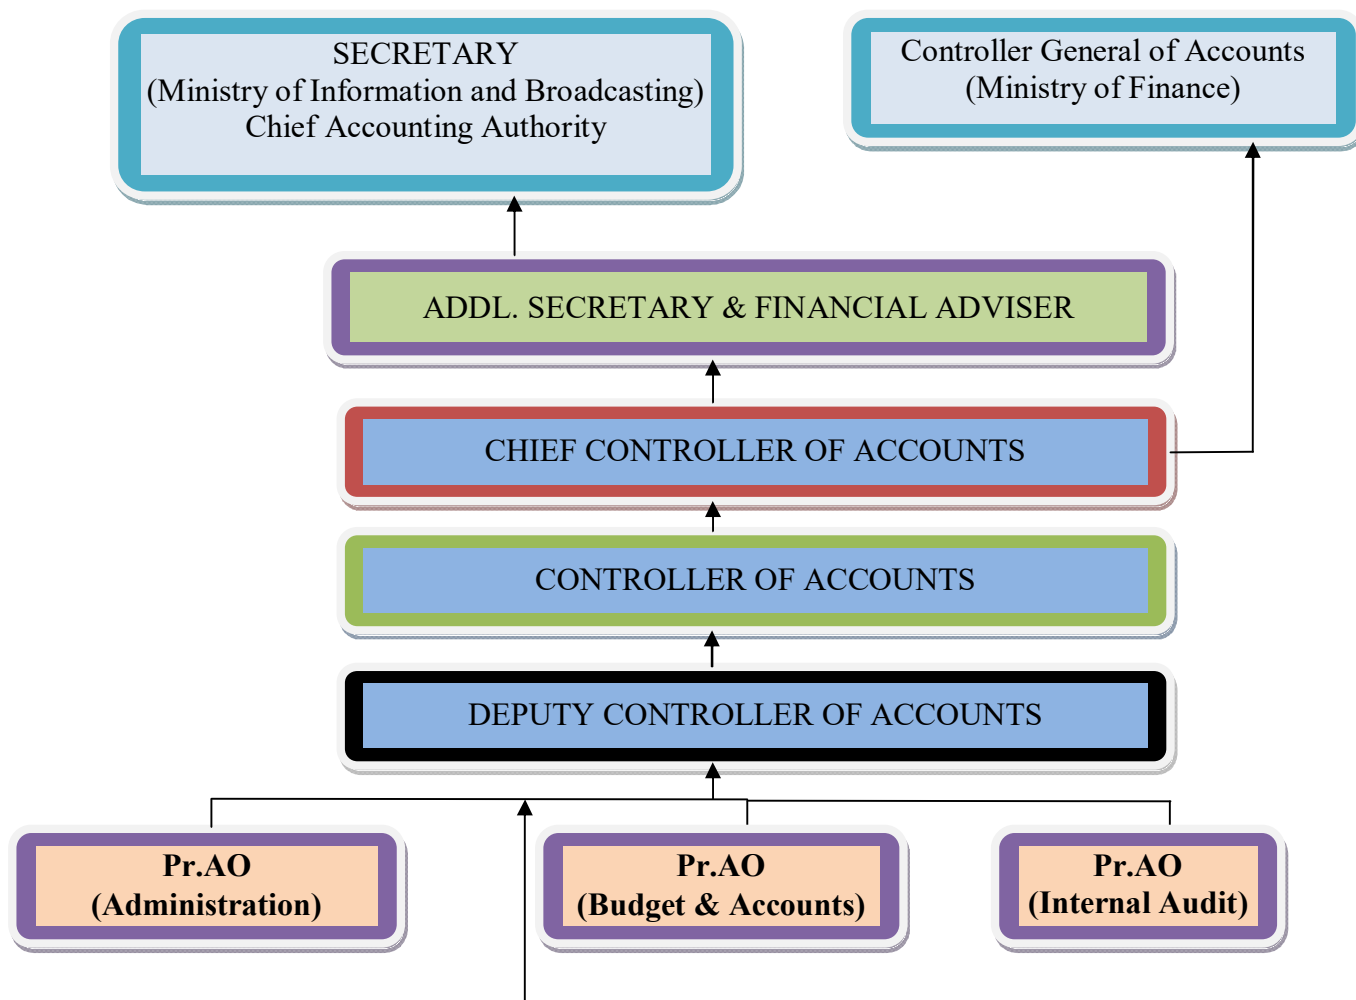 SECRETARY
(Ministry of Information and Broadcasting)
Chief Accounting Authority
Controller General of Accounts
(Ministry of Finance)
ADDL. SECRETARY & FINANCIAL ADVISER
CHIEF CONTROLLER OF ACCOUNTS
CONTROLLER OF ACCOUNTS
DEPUTY CONTROLLER OF ACCOUNTS
Pr.AO
(Administration)
Pr.AO
(Budget & Accounts)
Pr.AO
(Internal Audit)